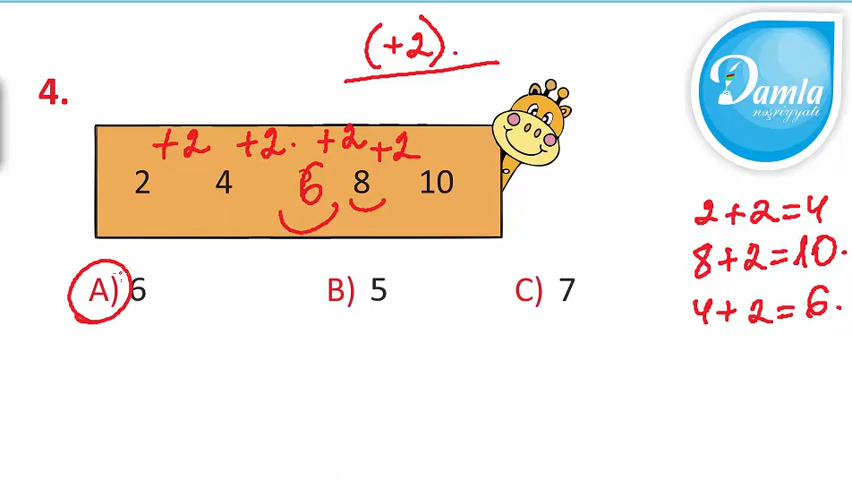 (+2).
4.
Damla
nəşriyyatı
+2 +2. +2 +2
2 4 6 8 10
2+2=4
8+2=10.
4+2=6.
A) 6 B) 5 C) 7